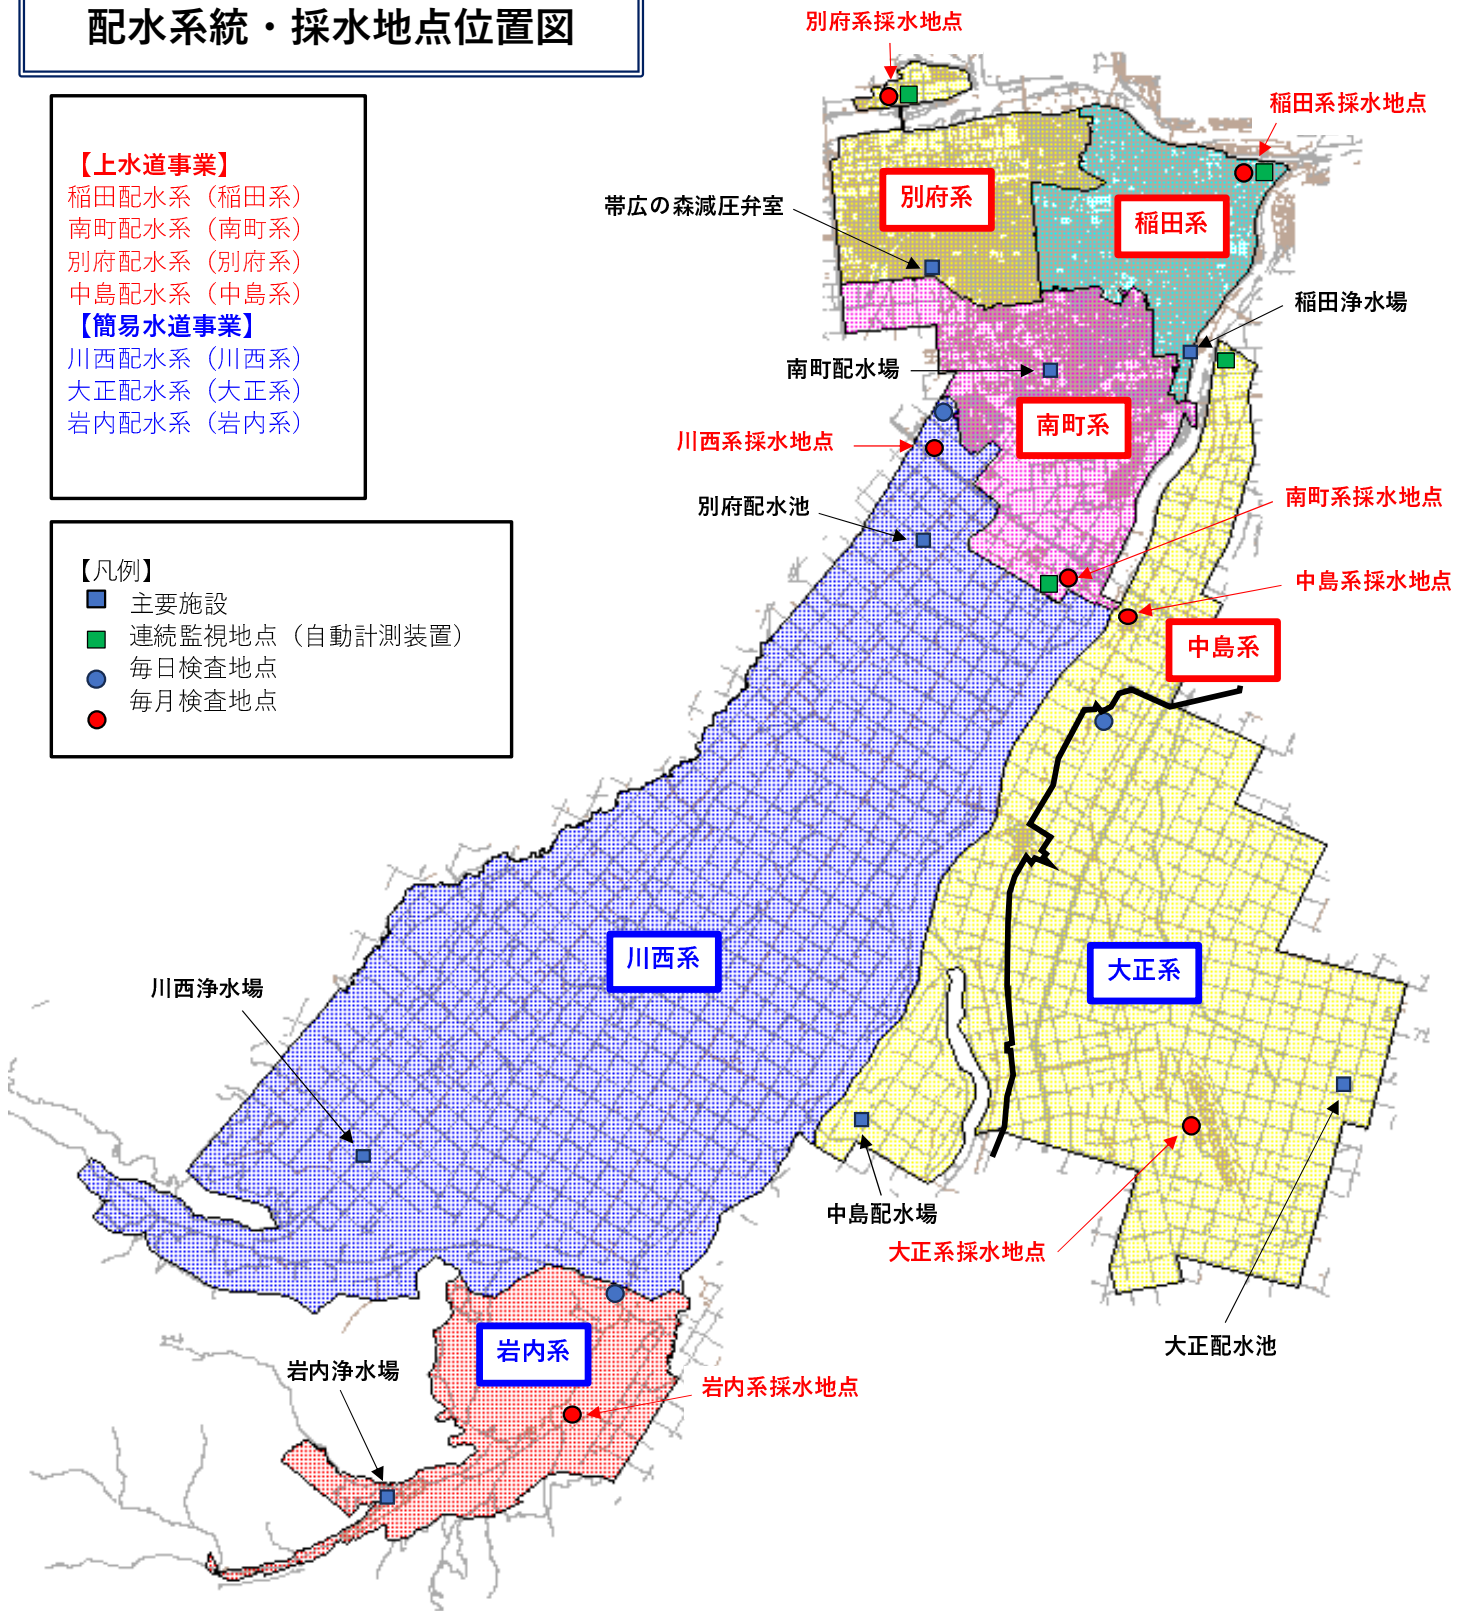 配水系統・採水地点位置図
【上水道事業】
稲田配水系（稲田系）
南町配水系（南町系）
別府配水系（別府系）
中島配水系（中島系）
【簡易水道事業】
川西配水系（川西系）
大正配水系（大正系）
岩内配水系（岩内系）
【凡例】
主要施設
連続監視地点（自動計測装置）
毎日検査地点
毎月検査地点
別府系採水地点
稲田系採水地点
別府系
稲田系
帯広の森減圧弁室
稲田浄水場
南町配水場
南町系
川西系採水地点
別府配水池
南町系採水地点
中島系採水地点
中島系
川西系
大正系
川西浄水場
中島配水場
大正系採水地点
大正配水池
岩内系
岩内浄水場
岩内系採水地点